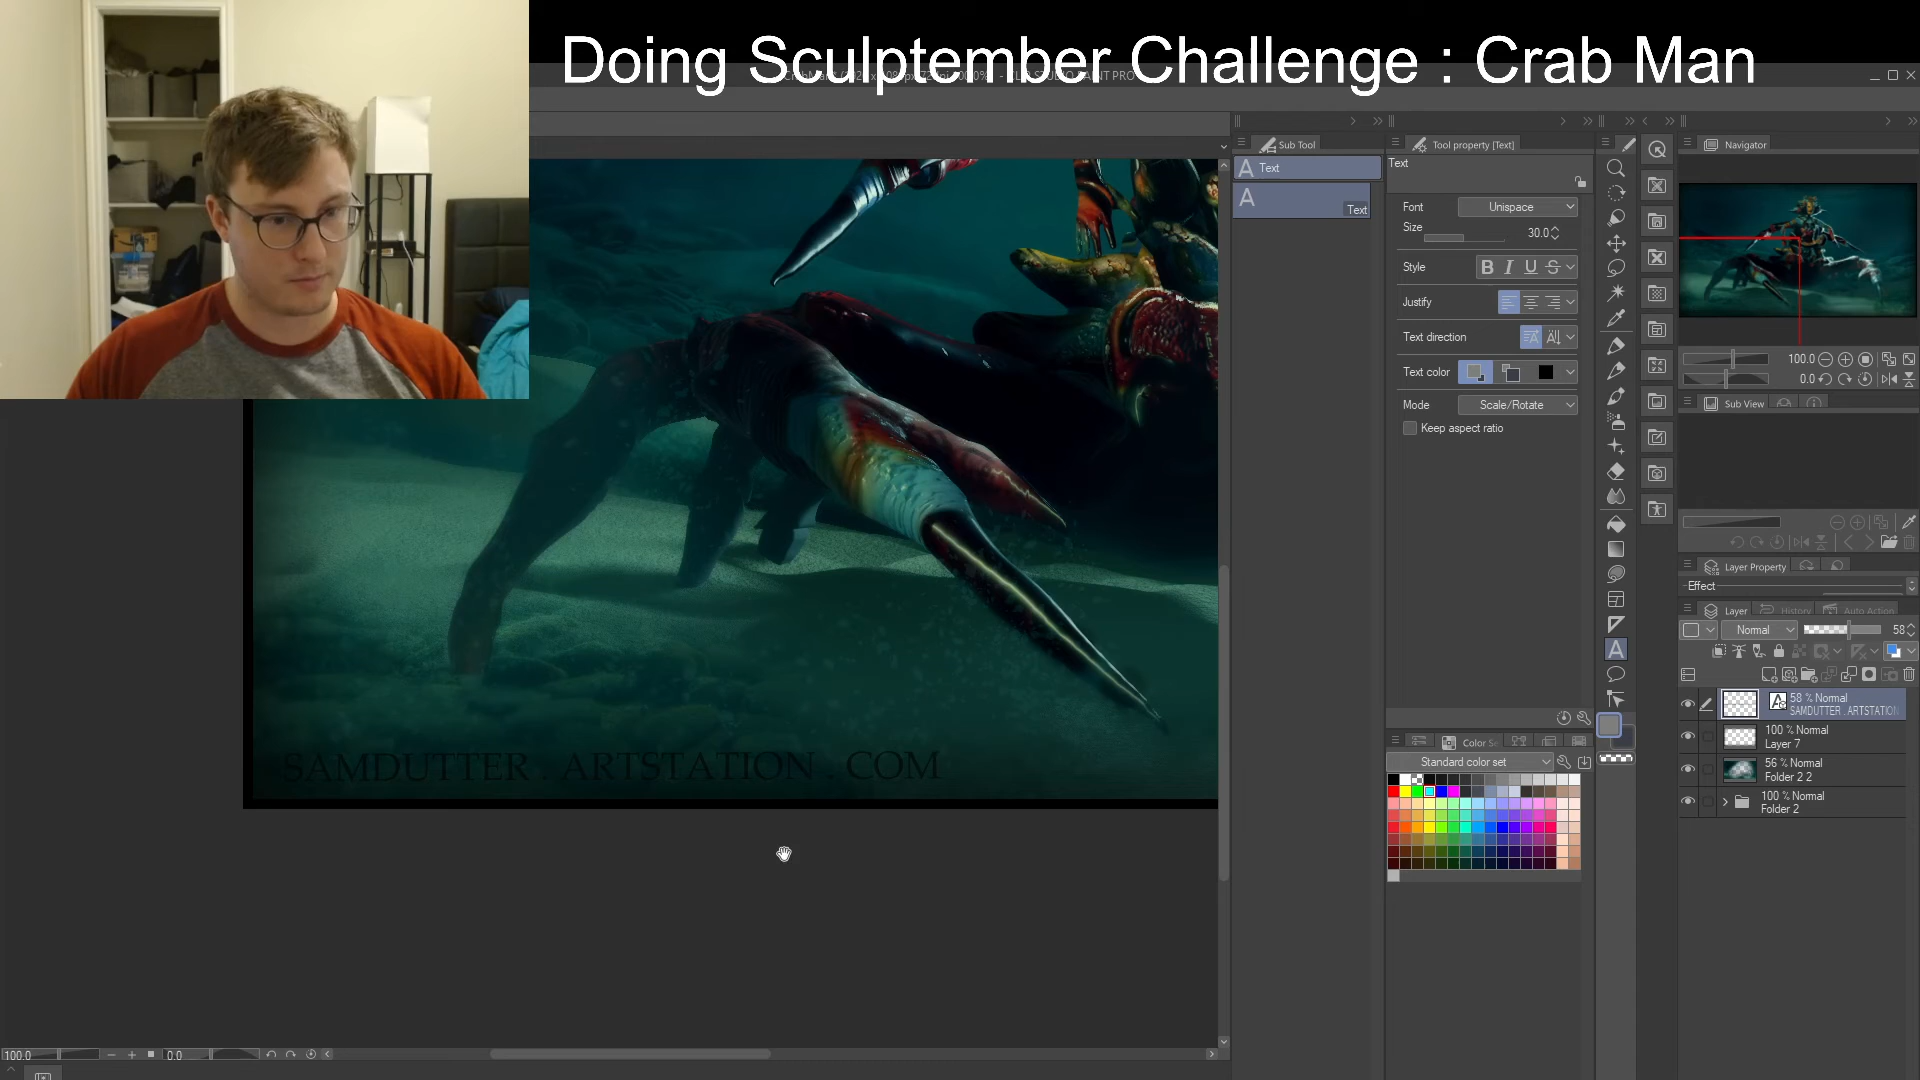 Doing Sculptember Challenge : Crab Man
Sub Tool
Tool property [Text]
Navigator
Text
Text
Text
Font
Unispace
Size
30.0
Style
B I U S
Justify
Text direction
Text color
Mode
Scale/Rotate
Keep aspect ratio
100.0
0.0
Sub View
Layer Property
Effect
Layer
History
Auto Action
Normal
58
58 % Normal
SAMDUTTER . ARTSTATION
100 % Normal
Layer 7
56 % Normal
Folder 2 2
100 % Normal
Folder 2
Standard color set
SAMDUTTER . ARTSTATION . COM
100.0
0.0